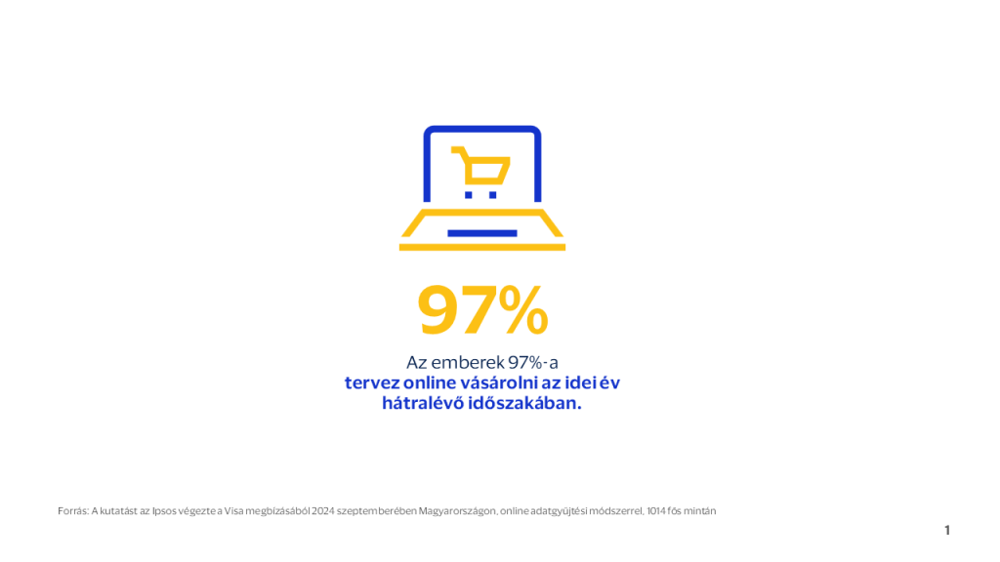 97%
Az emberek 97%-a
tervez online vásárolni az idei év
hátralévő időszakában.
Forrás: A kutatást az Ipsos végezte a Visa megbízásából 2024 szeptemberében Magyarországon, online adatgyűjtési módszerrel, 1014 fős mintán
1